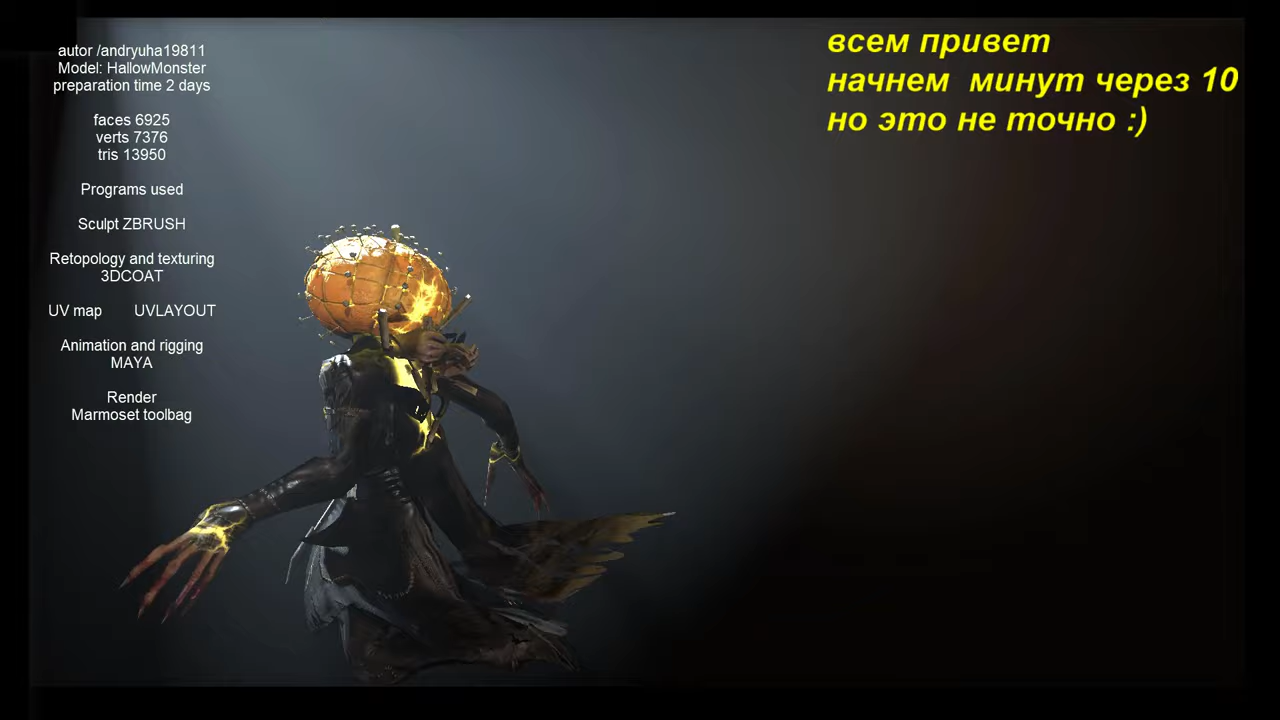 autor /andryuha19811
Model: HallowMonster
preparation time 2 days
faces 6925
verts 7376
tris 13950
Programs used
Sculpt ZBRUSH
Retopology and texturing
3DCOAT
UV map UVLAYOUT
Animation and rigging
MAYA
Render
Marmoset toolbag
всем привет
начнем минут через 10
но это не точно :)